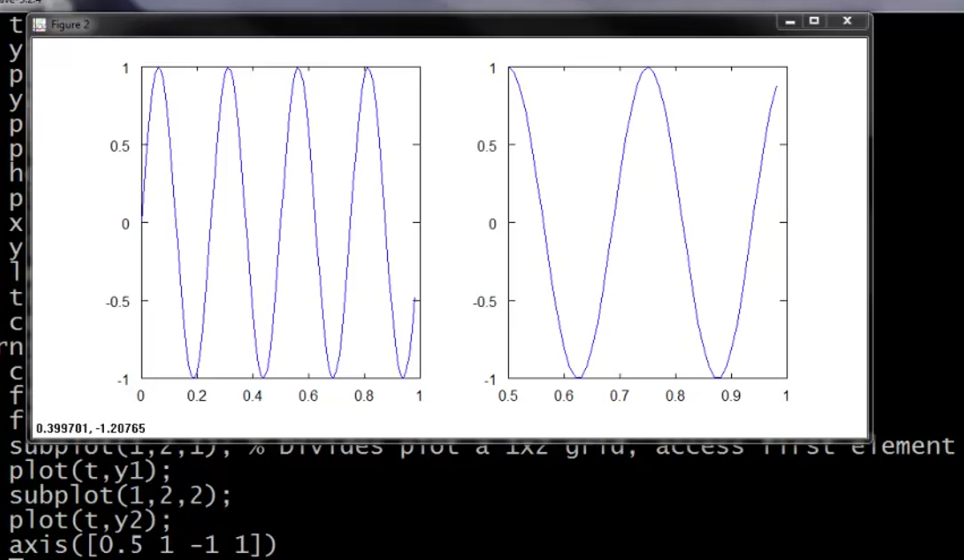 Figure 2
1
0.5
0
-0.5
-1
0 0.2 0.4 0.6 0.8 1
1
0.5
0
-0.5
-1
0.5 0.6 0.7 0.8 0.9 1
0.399701, -1.20765
t
y
p
y
p
p
h
p
x
y
l
t
c
rn
c
f
f
subplot(1,2,1); % Divides plot a 1x2 grid, access first element
plot(t,y1);
subplot(1,2,2);
plot(t,y2);
axis([0.5 1 -1 1])